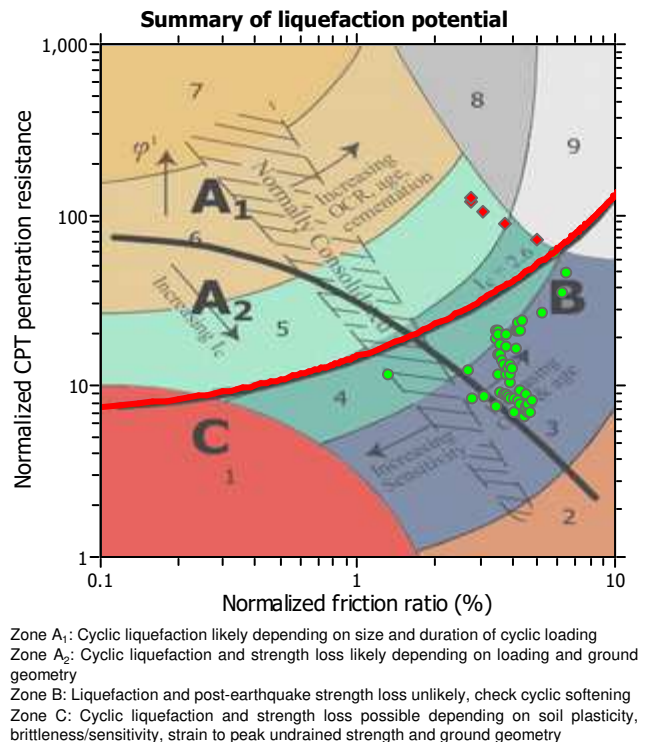 Summary of liquefaction potential
Normalized CPT penetration resistance
1,000
100
10
1
7
8
9
φ'
Increasing
OCR, age,
cementation
Normally Consolidated
A1
6
A2
Increasing Ic
5
Ic = 2.6
B
4
C
1
Increasing
Sensitivity
OCR, age
3
2
0.1
1
10
Normalized friction ratio (%)
Zone A1: Cyclic liquefaction likely depending on size and duration of cyclic loading
Zone A2: Cyclic liquefaction and strength loss likely depending on loading and ground
geometry
Zone B: Liquefaction and post-earthquake strength loss unlikely, check cyclic softening
Zone C: Cyclic liquefaction and strength loss possible depending on soil plasticity,
brittleness/sensitivity, strain to peak undrained strength and ground geometry